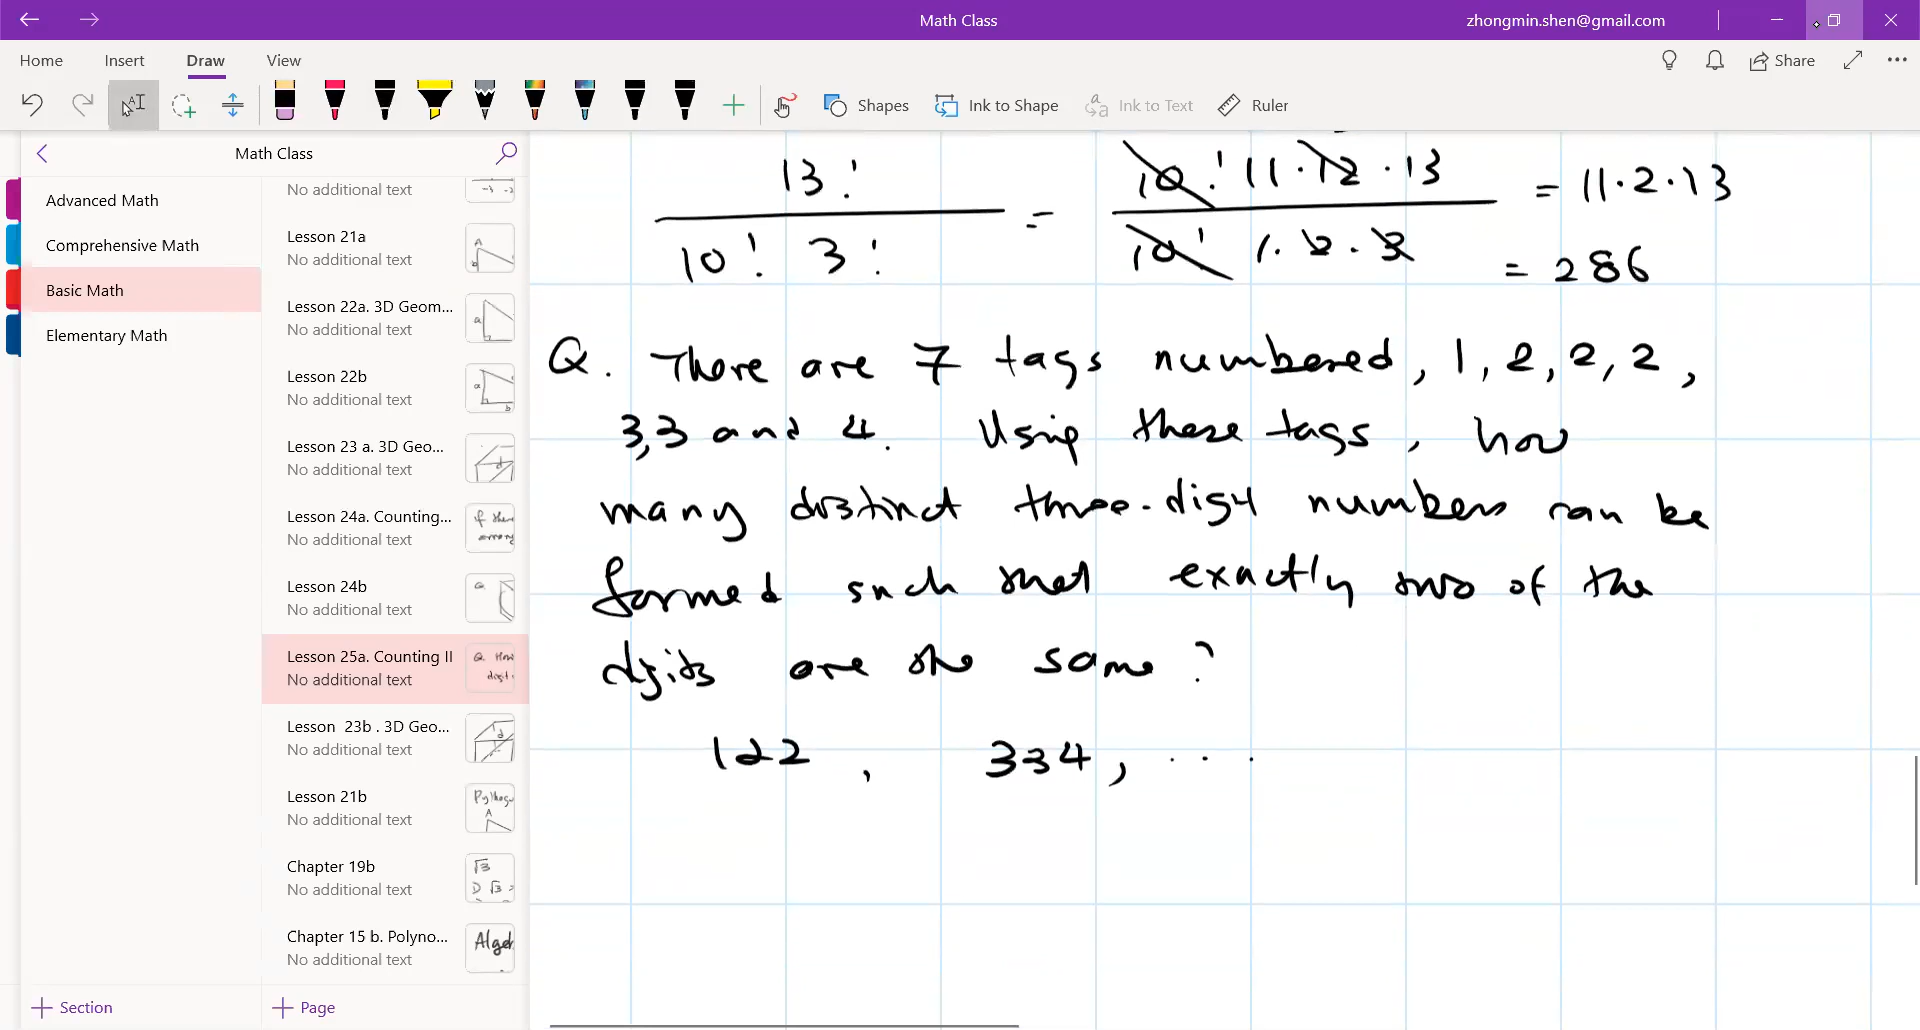 Math Class
zhongmin.shen@gmail.com
Home
Insert
Draw
View
Share
Shapes
Ink to Shape
Ink to Text
Ruler
Math Class
Advanced Math
Comprehensive Math
Basic Math
Elementary Math
No additional text
Lesson 21a
No additional text
Lesson 22a. 3D Geom...
No additional text
Lesson 22b
No additional text
Lesson 23 a. 3D Geo...
No additional text
Lesson 24a. Counting...
No additional text
Lesson 24b
No additional text
Lesson 25a. Counting II
No additional text
Lesson 23b . 3D Geo...
No additional text
Lesson 21b
No additional text
Chapter 19b
No additional text
Chapter 15 b. Polyno...
No additional text
Section
Page
13! / 10! 3! = 10! 11·12·13 / 10! 1·2·3 = 11·2·13
= 286
Q. There are 7 tags numbered, 1, 2, 2, 2,
3,3 and 4. Using these tags, how
many distinct three-digit numbers can be
formed such that exactly two of the
digits are the same?
122, 334, ...